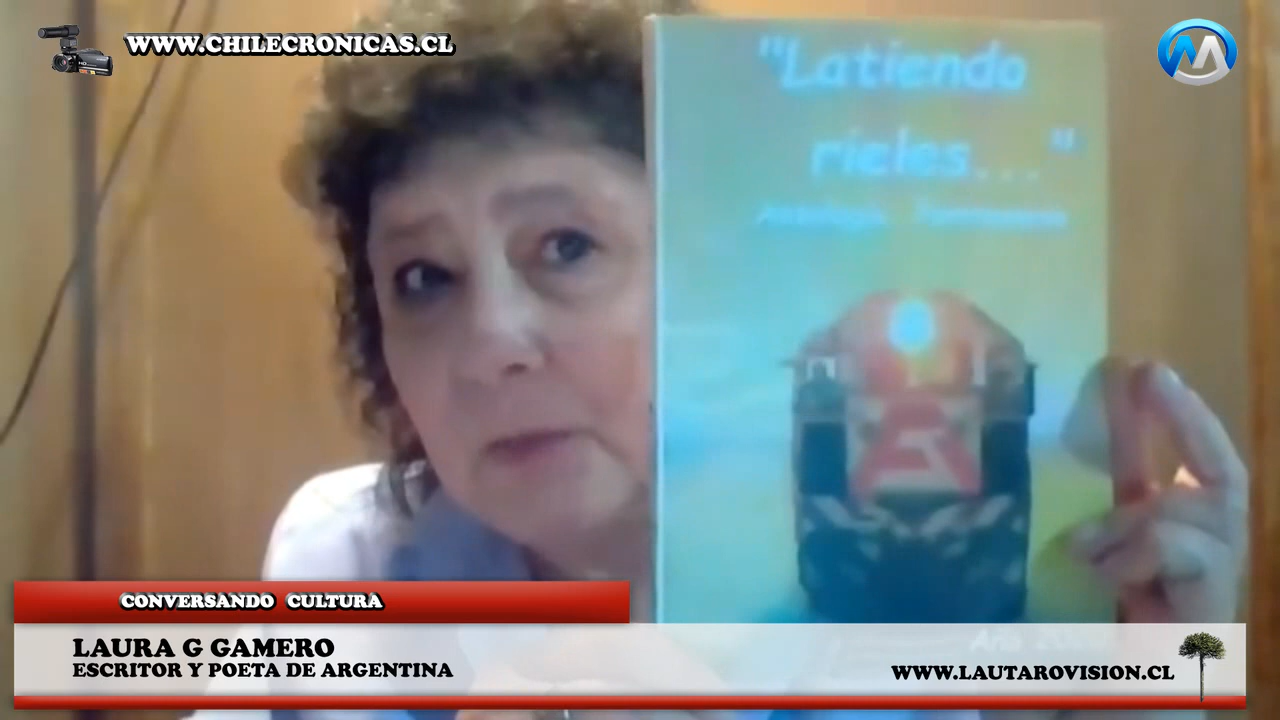 WWW.CHILECRONICAS.CL
"Latiendo
rieles..."
CONVERSANDO CULTURA
LAURA G GAMERO
ESCRITOR Y POETA DE ARGENTINA
WWW.LAUTAROVISION.CL